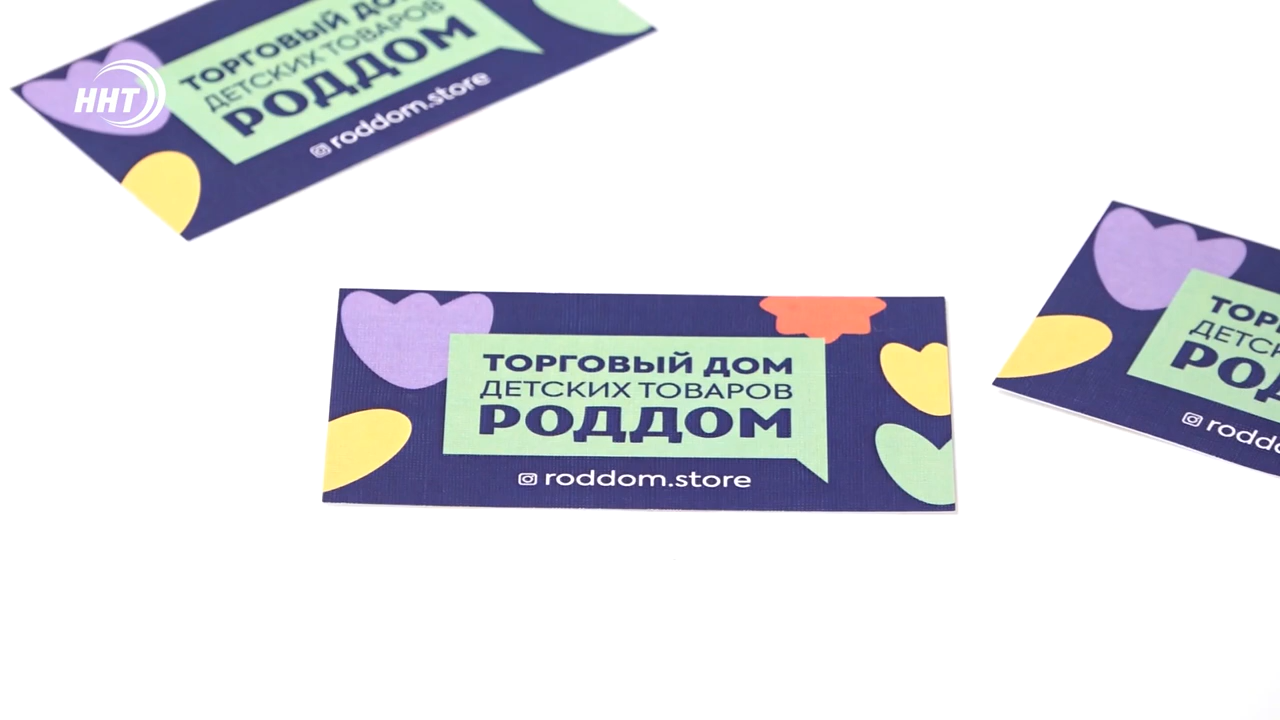 ННТ
ТОРГОВЫЙ ДОМ
ДЕТСКИХ ТОВАРОВ
РОДДОМ
roddom.store
ТОРГОВЫЙ ДОМ
ДЕТСКИХ ТОВАРОВ
РОДДОМ
roddom.store